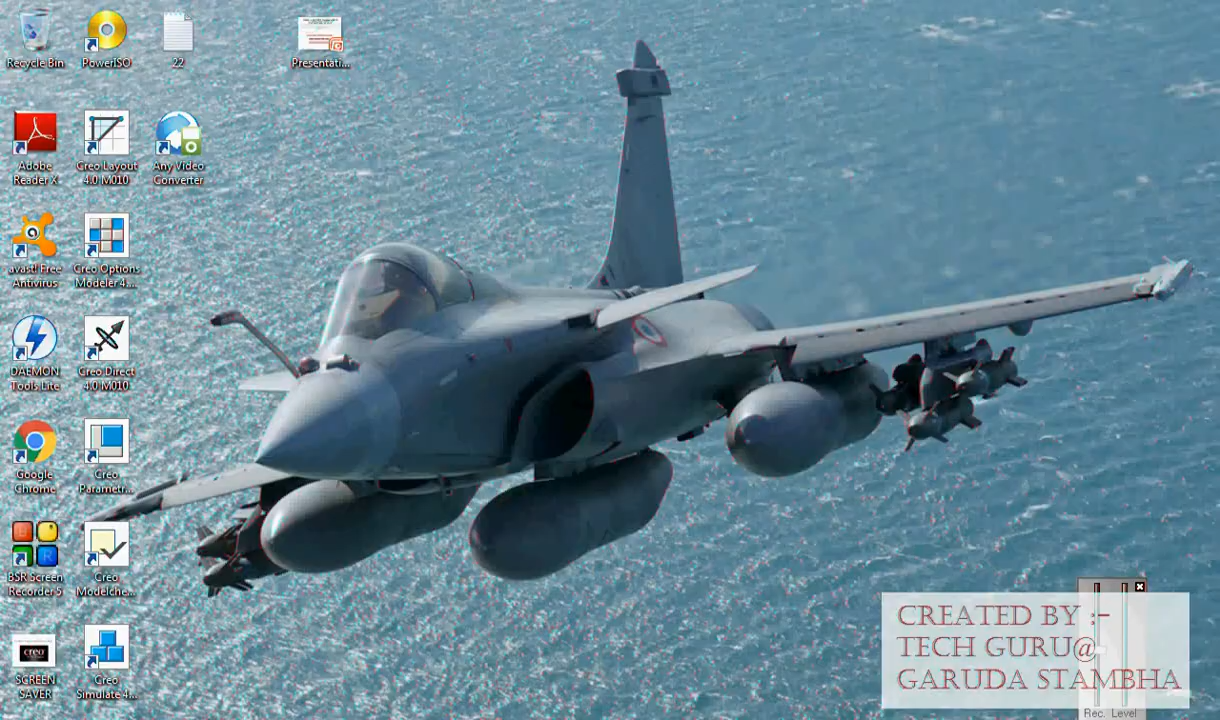 Recycle Bin
PowerISO
22
Presentati...
Adobe
Reader X
Creo Layout
4.0 M010
Any Video
Converter
avast! Free
Antivirus
Creo Options
Modeler 4....
DAEMON
Tools Lite
Creo Direct
4.0 M010
Google
Chrome
Creo
Parametri...
BSR Screen
Recorder 5
Creo
Modelche...
creo
SCREEN
SAVER
Creo
Simulate 4....
CREATED BY :-
TECH GURU@
GARUDA STAMBHA
Rec. Level